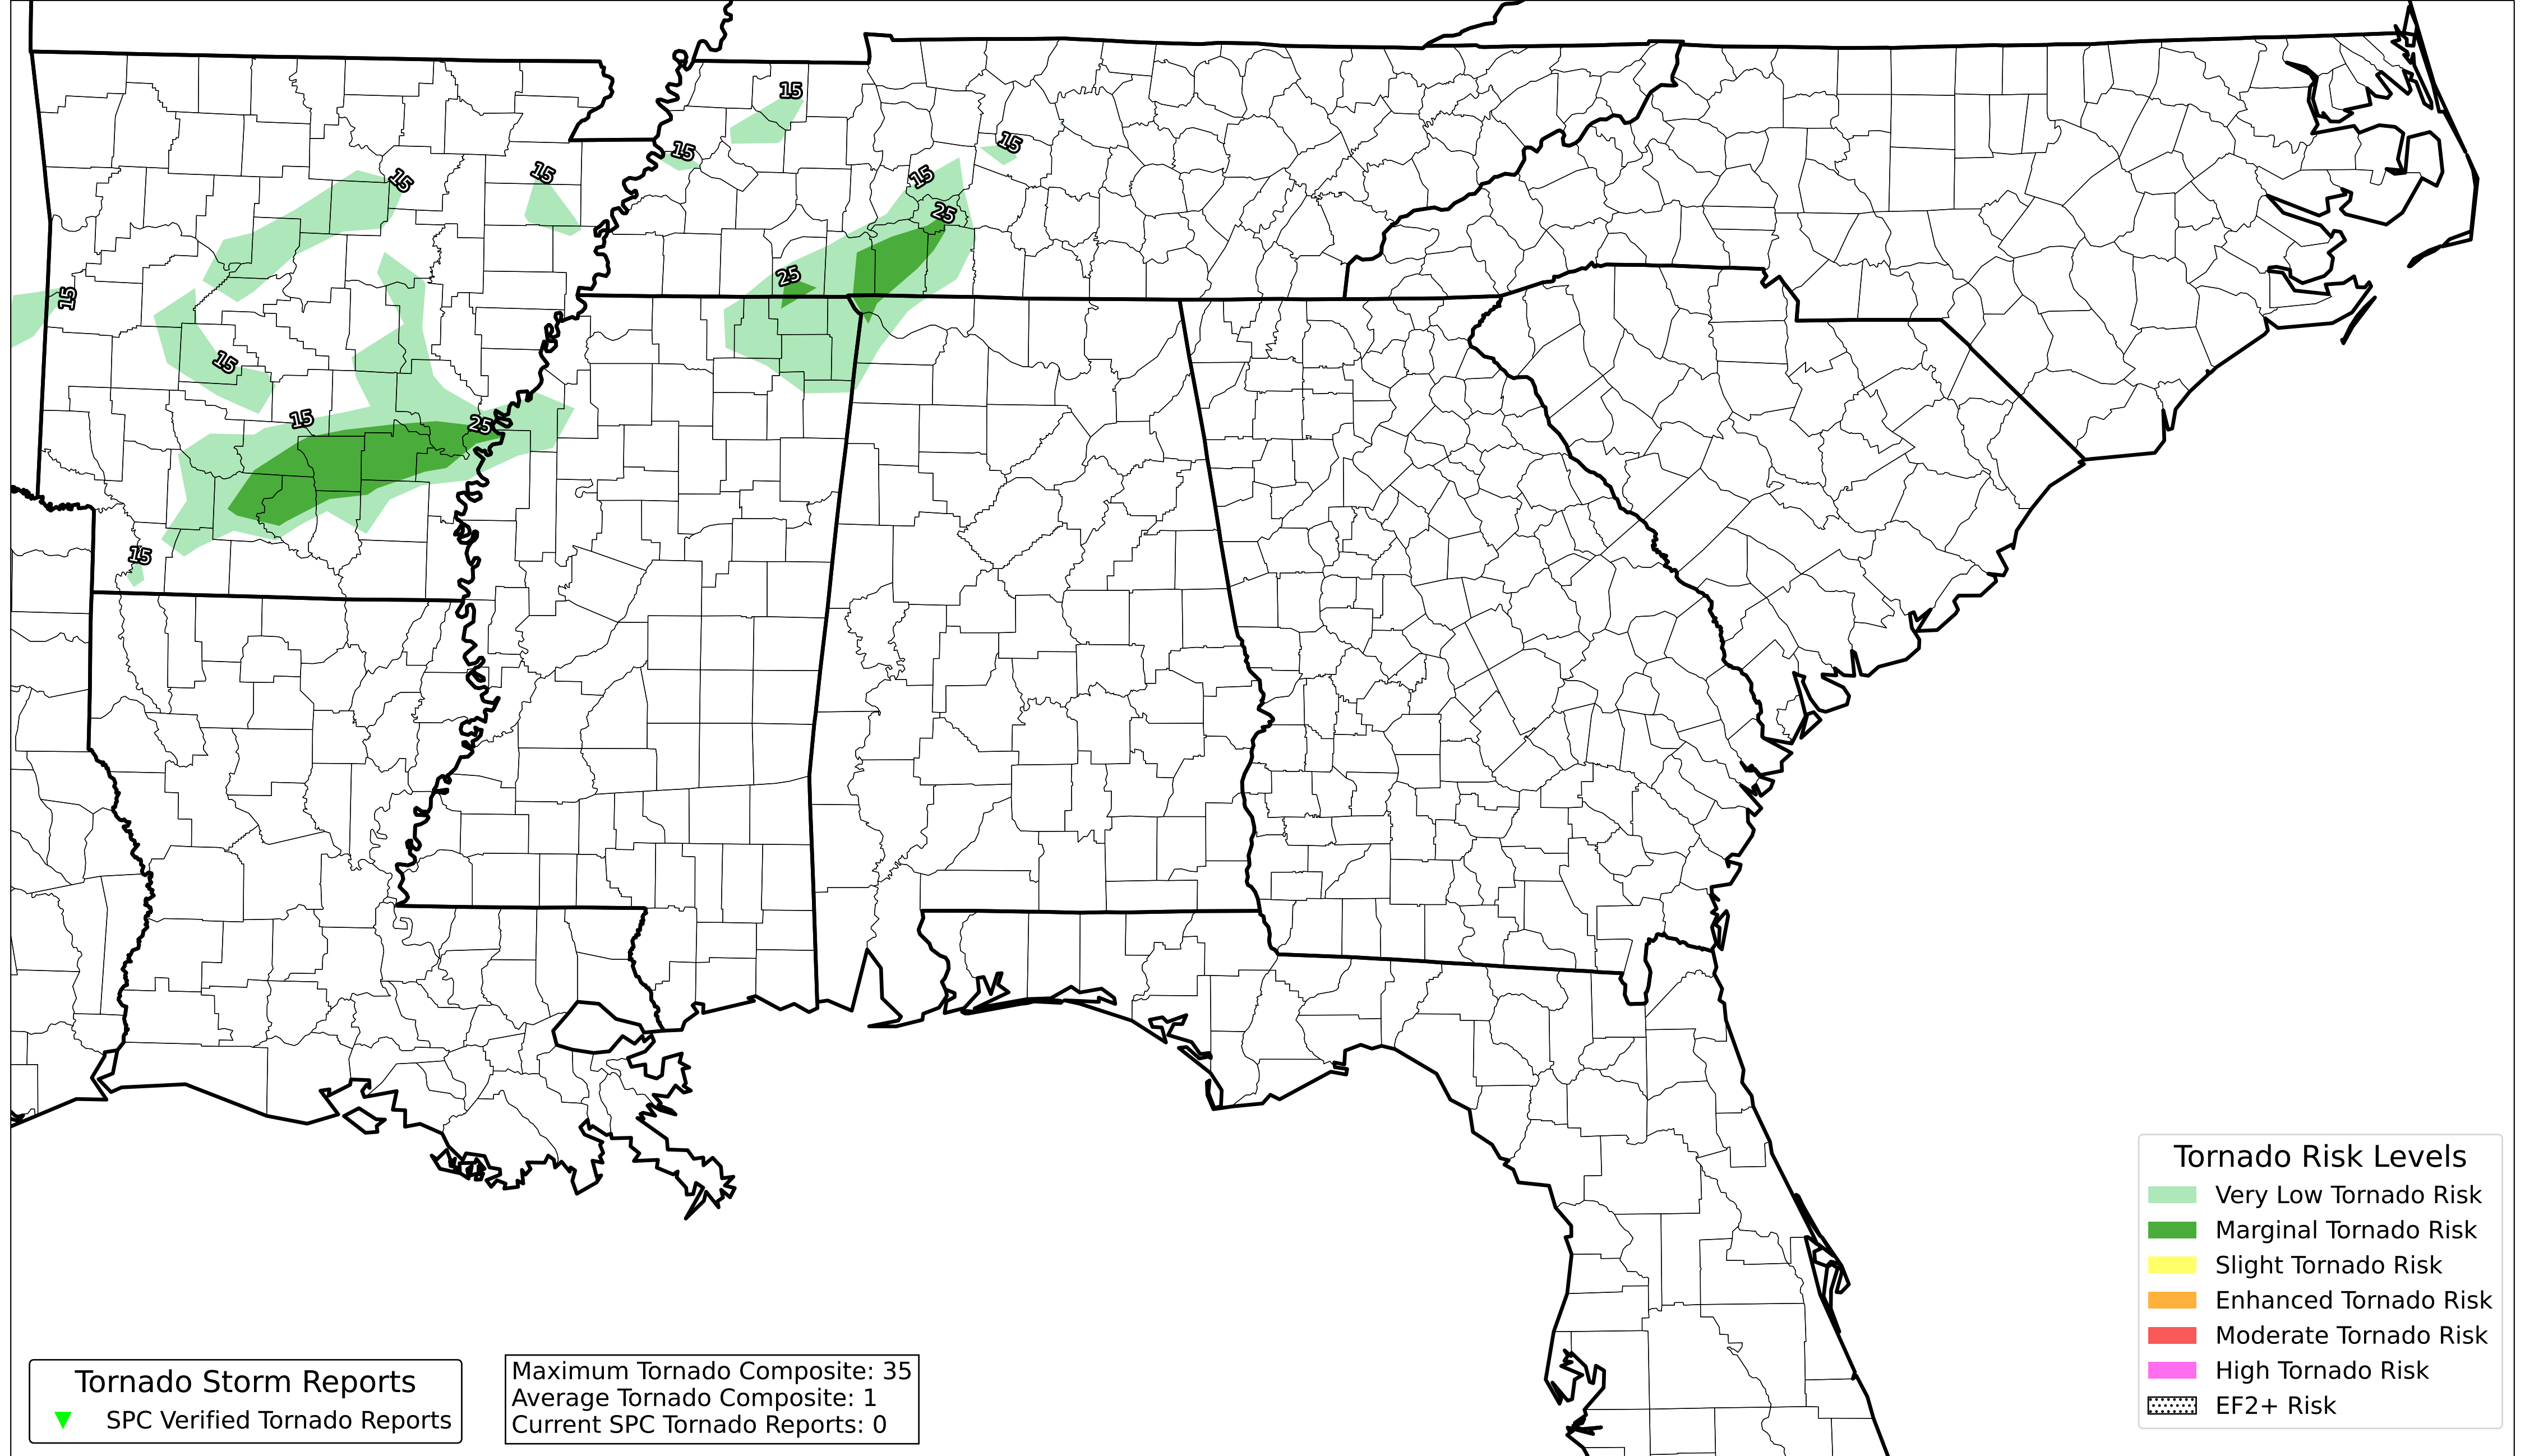 15
15
15
15
15
15
25
25
15
15
15
25
15
Tornado Risk Levels
Very Low Tornado Risk
Marginal Tornado Risk
Slight Tornado Risk
Enhanced Tornado Risk
Moderate Tornado Risk
High Tornado Risk
EF2+ Risk
Tornado Storm Reports
SPC Verified Tornado Reports
Maximum Tornado Composite: 35
Average Tornado Composite: 1
Current SPC Tornado Reports: 0